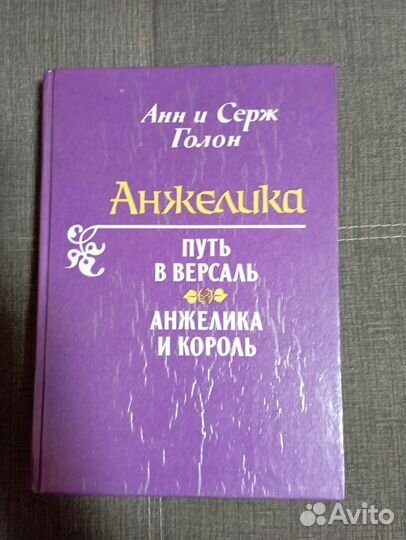 Анн и Серж
Голон
Анжелика
ПУТЬ
В ВЕРСАЛЬ
АНЖЕЛИКА
И КОРОЛЬ
Avito